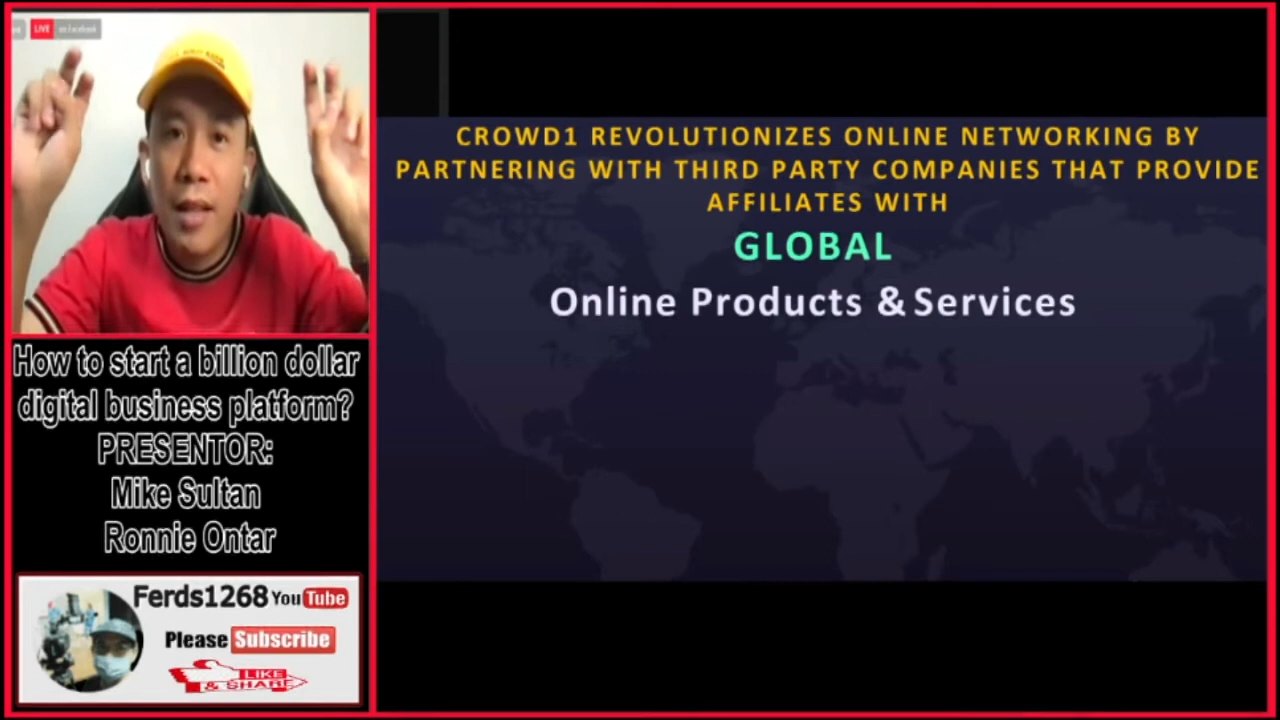 LIVE on Facebook
How to start a billion dollar
digital business platform?
PRESENTOR:
Mike Sultan
Ronnie Ontar
Ferds1268 YouTube
Please Subscribe
LIKE
& SHARE
CROWD1 REVOLUTIONIZES ONLINE NETWORKING BY
PARTNERING WITH THIRD PARTY COMPANIES THAT PROVIDE
AFFILIATES WITH
GLOBAL
Online Products & Services